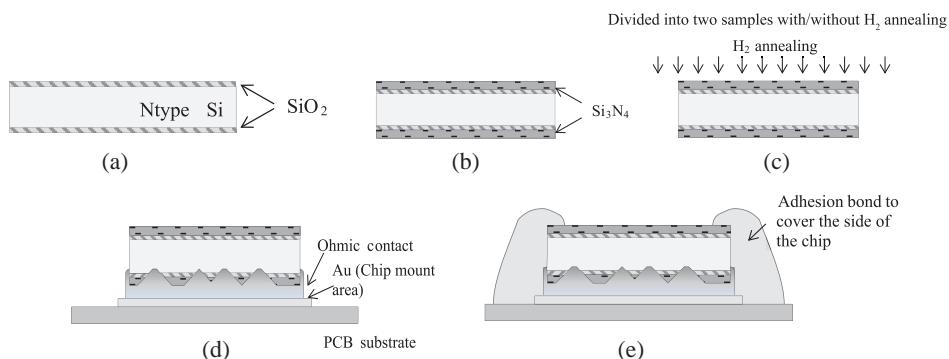 Divided into two samples with/without H2 annealing
H2 annealing
Ntype Si
SiO2
Si3N4
(a)
(b)
(c)
Ohmic contact
Au (Chip mount
area)
PCB substrate
Adhesion bond to
cover the side of
the chip
(d)
(e)